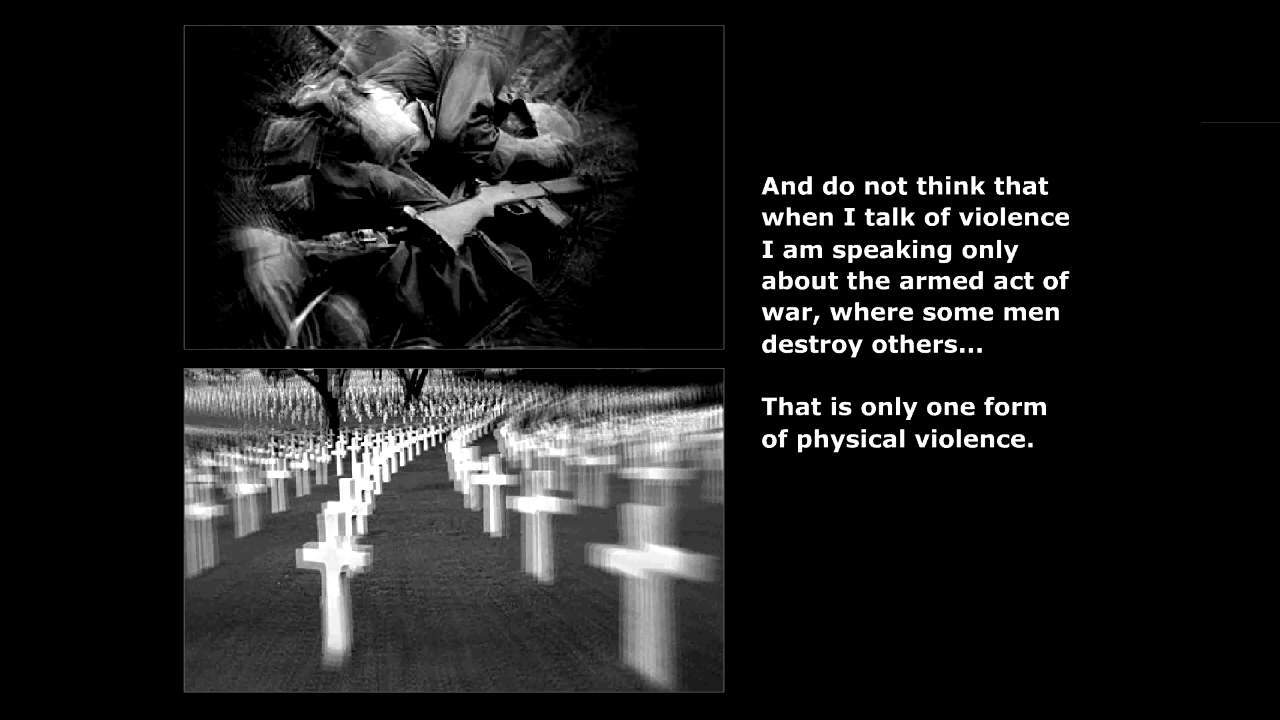 And do not think that
when I talk of violence
I am speaking only
about the armed act of
war, where some men
destroy others...
That is only one form
of physical violence.